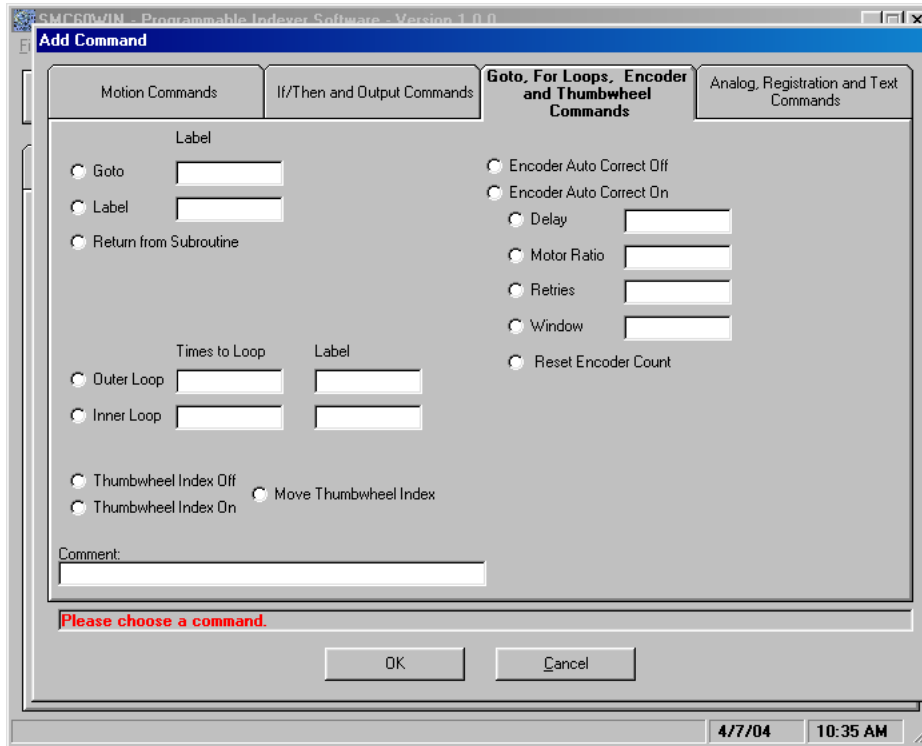 SMC60WIN - Programmable Indexer Software - Version 1.0.0
Add Command
Motion Commands
If/Then and Output Commands
Goto, For Loops, Encoder
and Thumbwheel
Commands
Analog, Registration and Text
Commands
Label
Goto
Label
Return from Subroutine
Times to Loop Label
Outer Loop
Inner Loop
Thumbwheel Index Off
Thumbwheel Index On
Move Thumbwheel Index
Encoder Auto Correct Off
Encoder Auto Correct On
Delay
Motor Ratio
Retries
Window
Reset Encoder Count
Comment:
Please choose a command.
OK Cancel
4/7/04 10:35 AM